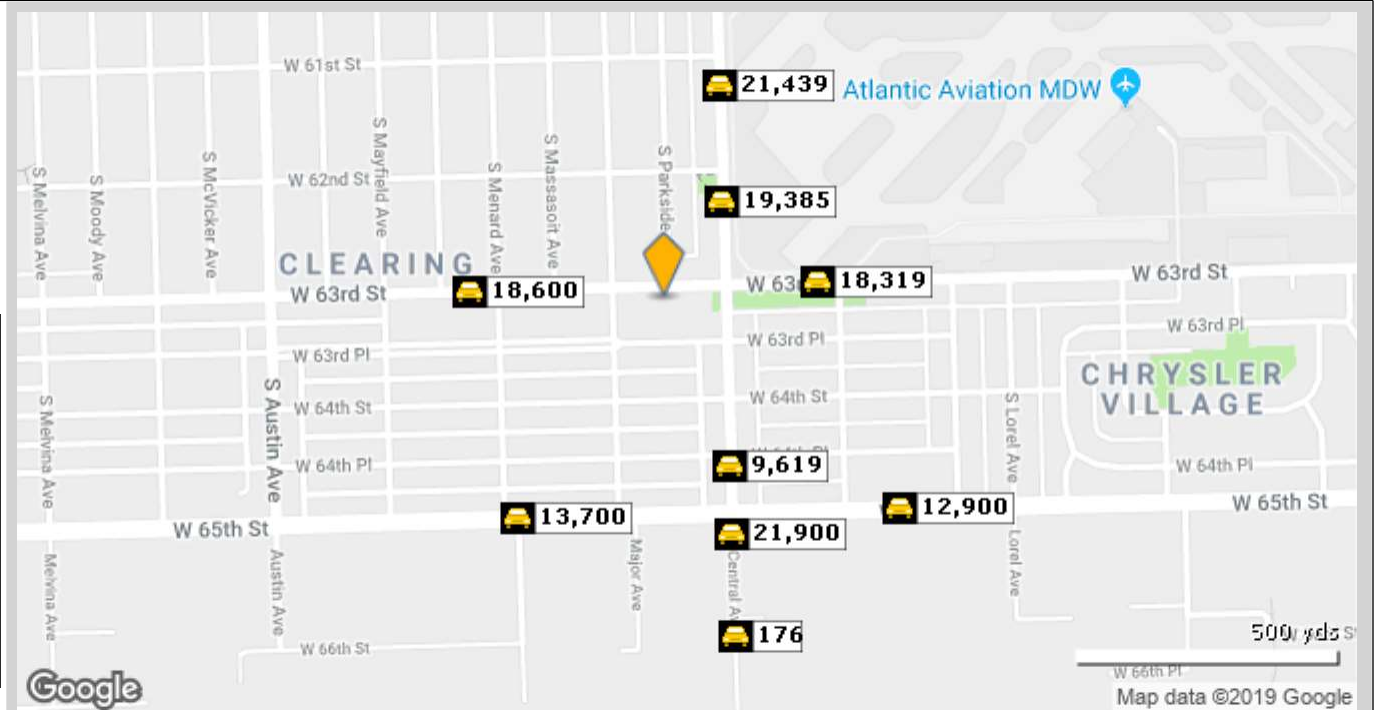 W 61st St
21,439
Atlantic Aviation MDW
S Melvina Ave
S Moody Ave
S McVicker Ave
S Mayfield Ave
S Menard Ave
S Massasoit Ave
S Parkside
W 62nd St
19,385
CLEARING
W 63rd St
18,600
W 63
18,319
W 63rd St
W 63rd Pl
W 63rd Pl
W 63rd Pl
CHRYSLER
VILLAGE
S Melvina Ave
S Austin Ave
W 64th St
W 64th St
S Lorel Ave
W 64th Pl
9,619
W 64th Pl
W 65th St
13,700
21,900
12,900
W 65th St
Melvina Ave
Austin Ave
Major Ave
Central Av
Lorel Ave
W 66th St
176
500 yds
W 66th Pl
Google
Map data ©2019 Google